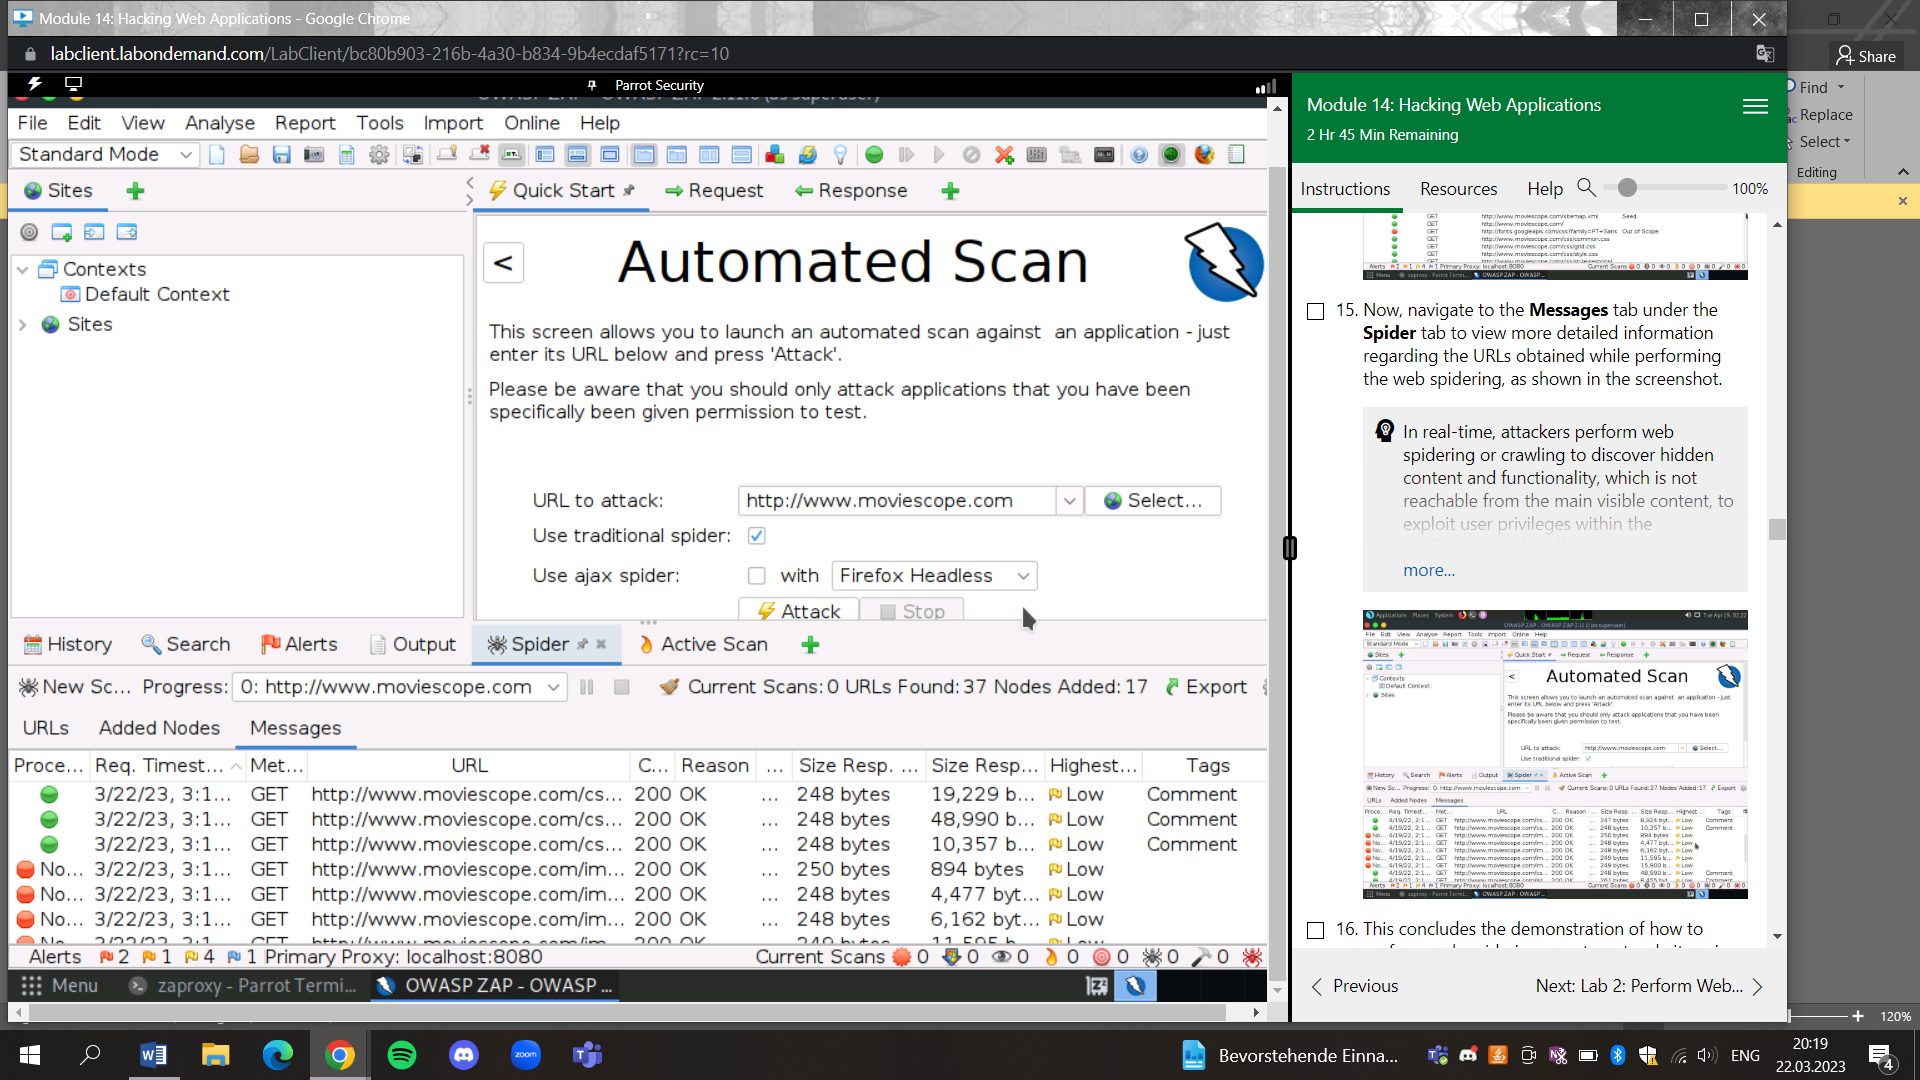 Module 14: Hacking Web Applications - Google Chrome
labclient.labondemand.com/LabClient/bc80b903-216b-4a30-b834-9b4ecdaf5171?rc=10
Share
Parrot Security
File Edit View Analyse Report Tools Import Online Help
Standard Mode
Sites
Quick Start
Request
Response
Contexts
Default Context
Sites
<
Automated Scan
This screen allows you to launch an automated scan against an application - just
enter its URL below and press 'Attack'.
Please be aware that you should only attack applications that you have been
specifically been given permission to test.
URL to attack: http://www.moviescope.com Select...
Use traditional spider:
Use ajax spider: with Firefox Headless
Attack Stop
History Search Alerts Output Spider Active Scan
New Sc... Progress: 0: http://www.moviescope.com Current Scans: 0 URLs Found: 37 Nodes Added: 17 Export
URLs Added Nodes Messages
Proce... Req. Timest... Met... URL C... Reason ... Size Resp. ... Size Resp... Highest... Tags
3/22/23, 3:1... GET http://www.moviescope.com/cs... 200 OK ... 248 bytes 19,229 b... Low Comment
3/22/23, 3:1... GET http://www.moviescope.com/cs... 200 OK ... 248 bytes 48,990 b... Low Comment
3/22/23, 3:1... GET http://www.moviescope.com/cs... 200 OK ... 248 bytes 10,357 b... Low Comment
No... 3/22/23, 3:1... GET http://www.moviescope.com/im... 200 OK ... 250 bytes 894 bytes Low
No... 3/22/23, 3:1... GET http://www.moviescope.com/im... 200 OK ... 248 bytes 4,477 byt... Low
No... 3/22/23, 3:1... GET http://www.moviescope.com/im... 200 OK ... 248 bytes 6,162 byt... Low
Alerts 2 1 4 1 Primary Proxy: localhost:8080 Current Scans 0 0 0 0 0 0 0
Menu zaproxy - Parrot Termi... OWASP ZAP - OWASP ...
Module 14: Hacking Web Applications
2 Hr 45 Min Remaining
Instructions Resources Help 100%
15. Now, navigate to the Messages tab under the
Spider tab to view more detailed information
regarding the URLs obtained while performing
the web spidering, as shown in the screenshot.
In real-time, attackers perform web
spidering or crawling to discover hidden
content and functionality, which is not
reachable from the main visible content, to
exploit user privileges within the
more...
Automated Scan
16. This concludes the demonstration of how to
Previous Next: Lab 2: Perform Web...
Find
Replace
Select
Editing
120%
Bevorstehende Einna...
ENG
20:19
22.03.2023
4